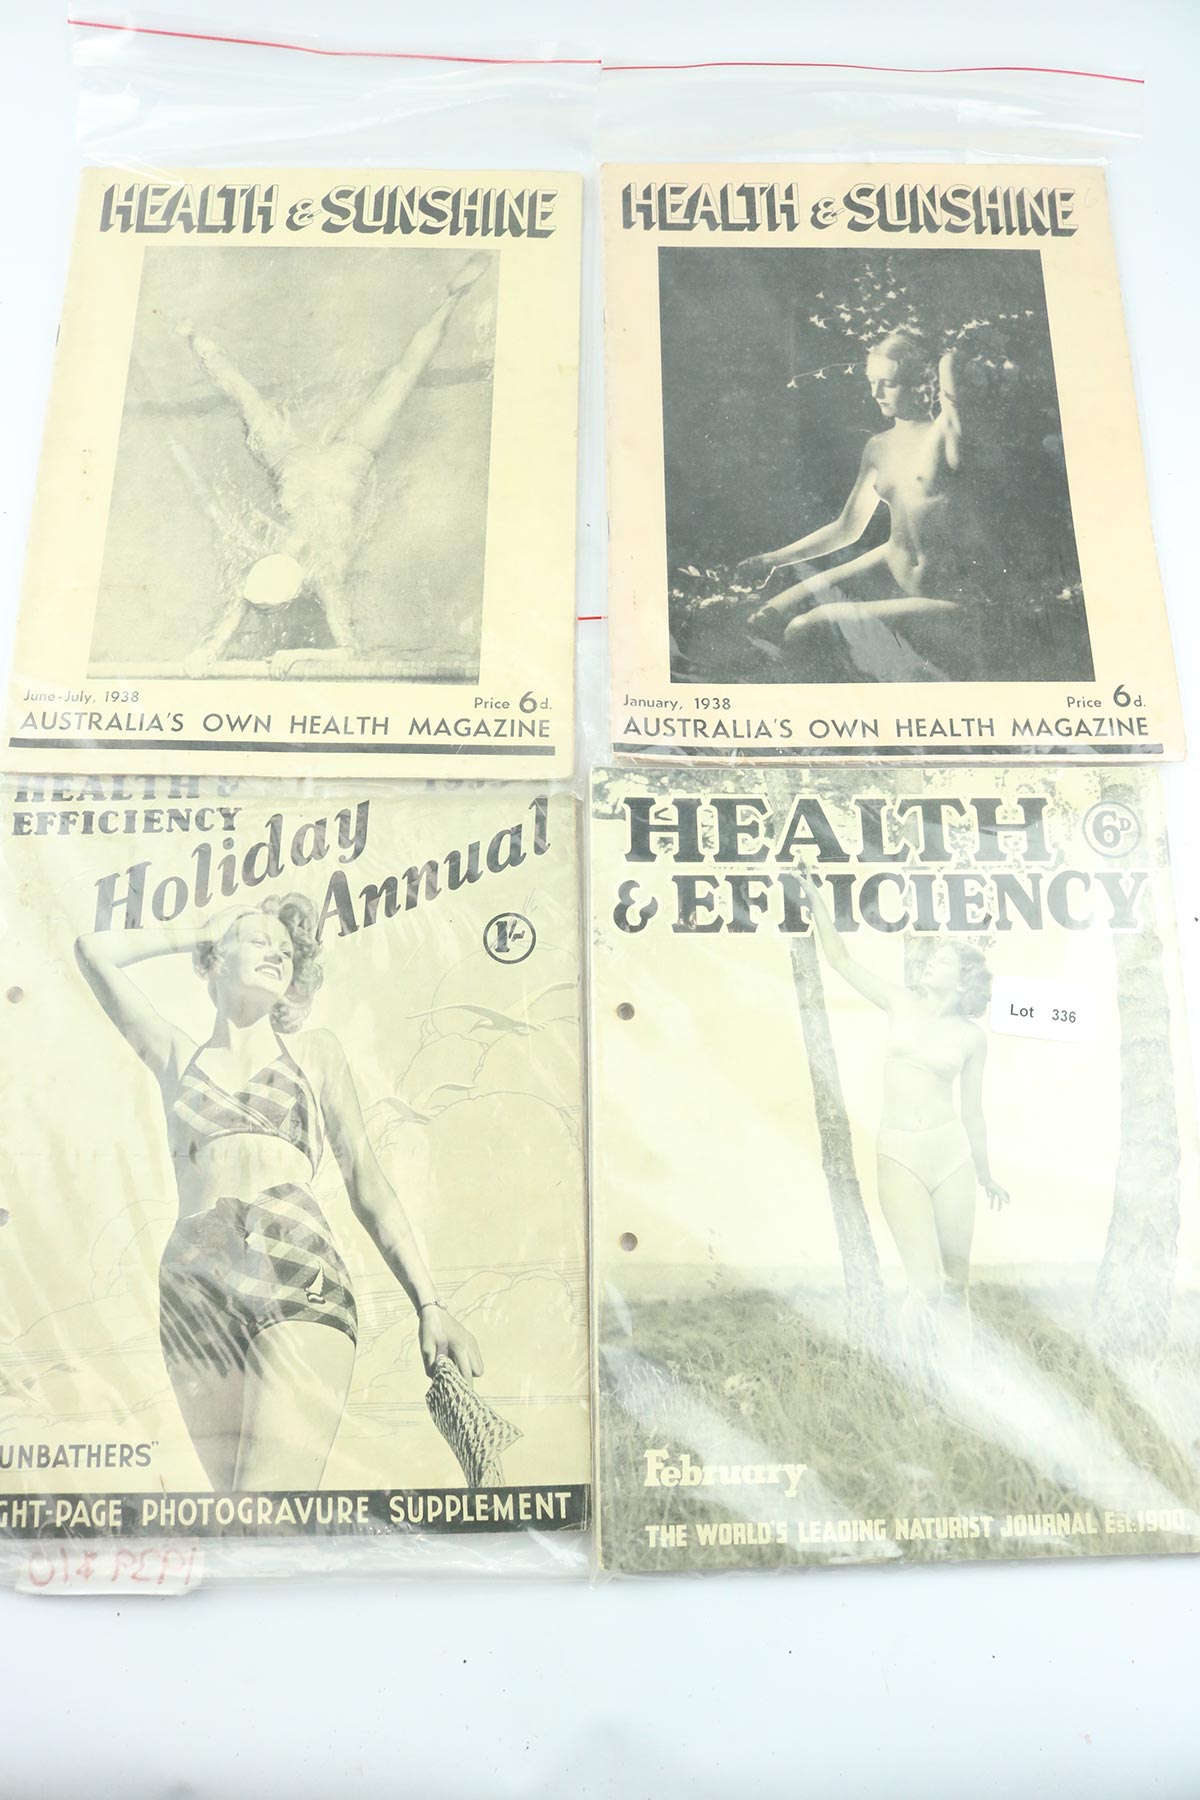 HEALTH & SUNSHINE
June-July, 1938
Price 6d.
AUSTRALIA'S OWN HEALTH MAGAZINE
HEALTH & SUNSHINE
January, 1938
Price 6d.
AUSTRALIA'S OWN HEALTH MAGAZINE
HEALTH &
EFFICIENCY
Holiday
Annual
1/-
UNBATHERS"
GHT-PAGE PHOTOGRAVURE SUPPLEMENT
HEALTH 6D
& EFFICIENCY
Lot 336
February
THE WORLD'S LEADING NATURIST JOURNAL Est. 1900